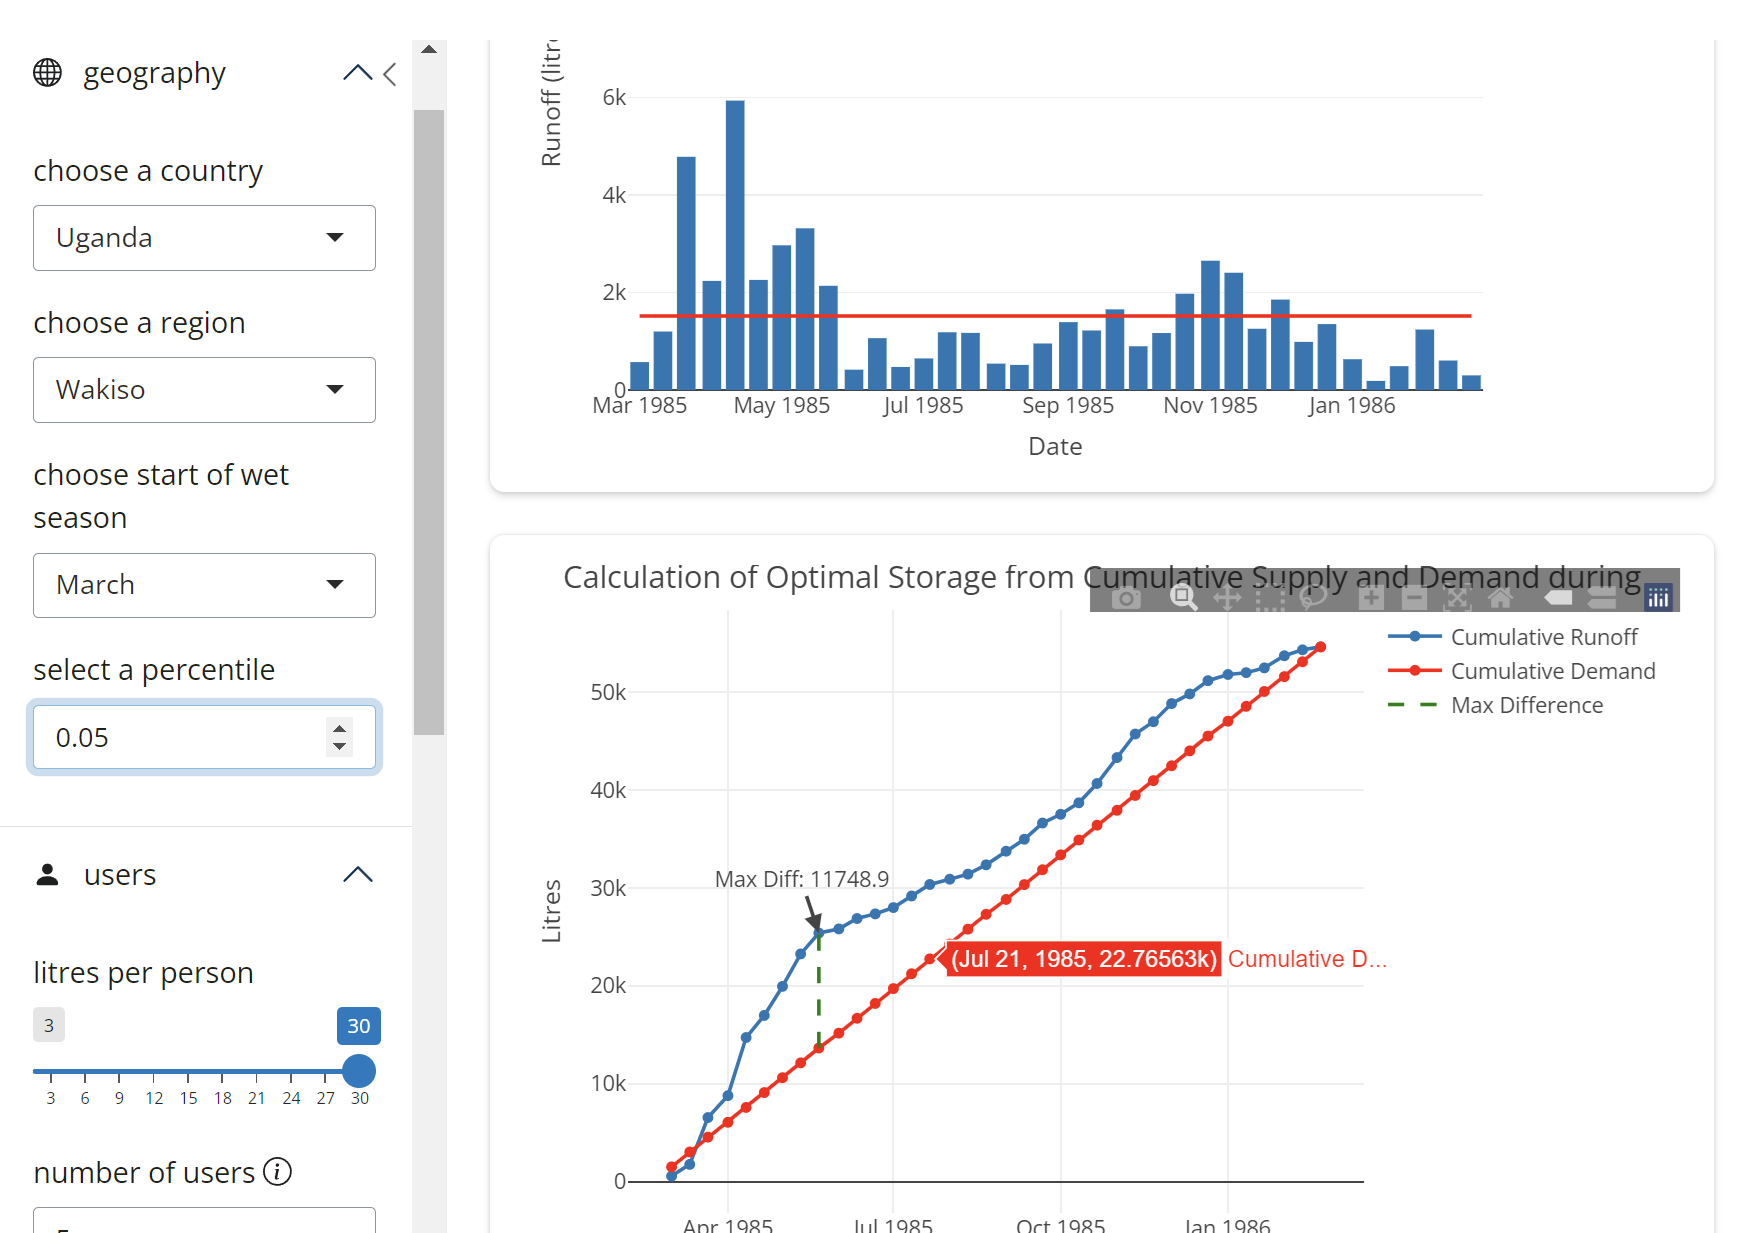 geography
choose a country
Uganda
choose a region
Wakiso
choose start of wet
season
March
select a percentile
0.05
users
litres per person
3
30
3 6 9 12 15 18 21 24 27 30
number of users
Runoff (litr
6k
4k
2k
0
Mar 1985 May 1985 Jul 1985 Sep 1985 Nov 1985 Jan 1986
Date
Calculation of Optimal Storage from Cumulative Supply and Demand during
Cumulative Runoff
Cumulative Demand
Max Difference
50k
40k
30k
20k
10k
0
Litres
Max Diff: 11748.9
(Jul 21, 1985, 22.76563k) Cumulative D...
Apr 1985 Jul 1985 Oct 1985 Jan 1986